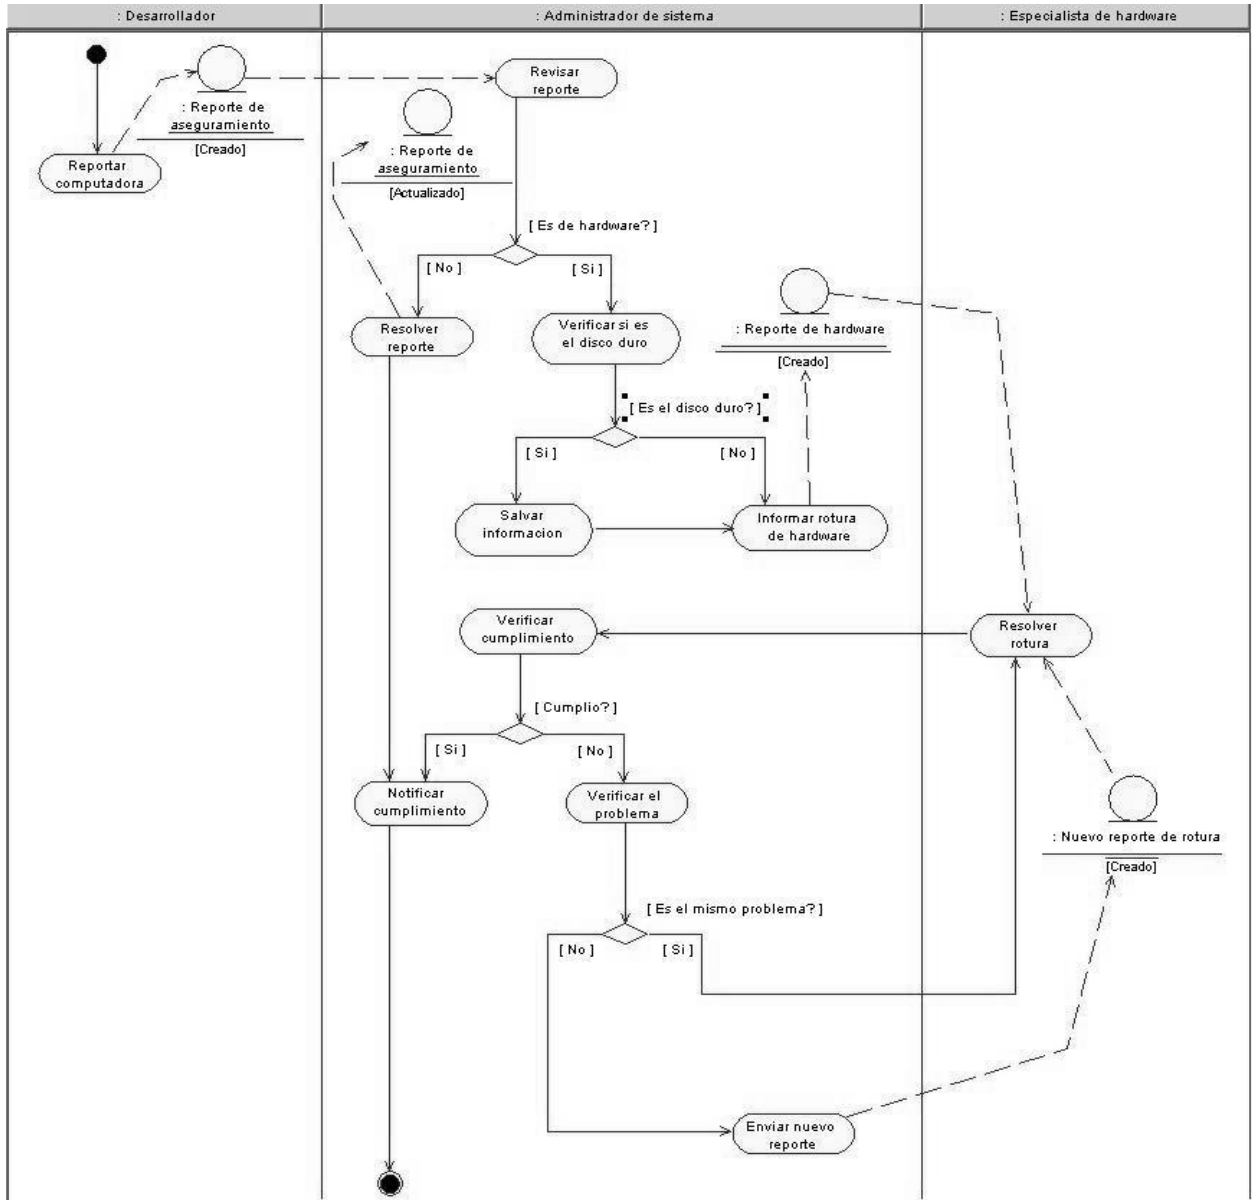 : Desarrollador
: Administrador de sistema
: Especialista de hardware
Revisar
reporte
: Reporte de
aseguramiento
[Creado]
: Reporte de
aseguramiento
[Actualizado]
Reportar
computadora
[ Es de hardware? ]
[ No ]
[ Si ]
Resolver
reporte
Verificar si es
el disco duro
: Reporte de hardware
[Creado]
[ Es el disco duro? ]
[ Si ]
[ No ]
Salvar
informacion
Informar rotura
de hardware
Verificar
cumplimiento
Resolver
rotura
[ Cumplio? ]
[ Si ]
[ No ]
Notificar
cumplimiento
Verificar el
problema
: Nuevo reporte de rotura
[Creado]
[ Es el mismo problema? ]
[ No ]
[ Si ]
Enviar nuevo
reporte